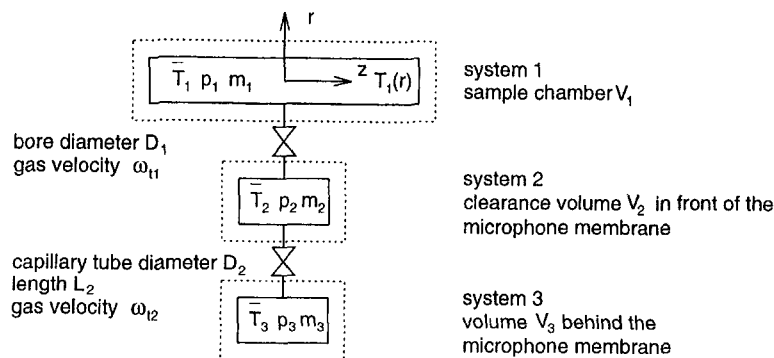 r
z
T̅₁ p₁ m₁ T₁(r)
system 1
sample chamber V₁
bore diameter D₁
gas velocity ω_t1
T̅₂ p₂ m₂
system 2
clearance volume V₂ in front of the
microphone membrane
capillary tube diameter D₂
length L₂
gas velocity ω_t2
T̅₃ p₃ m₃
system 3
volume V₃ behind the
microphone membrane